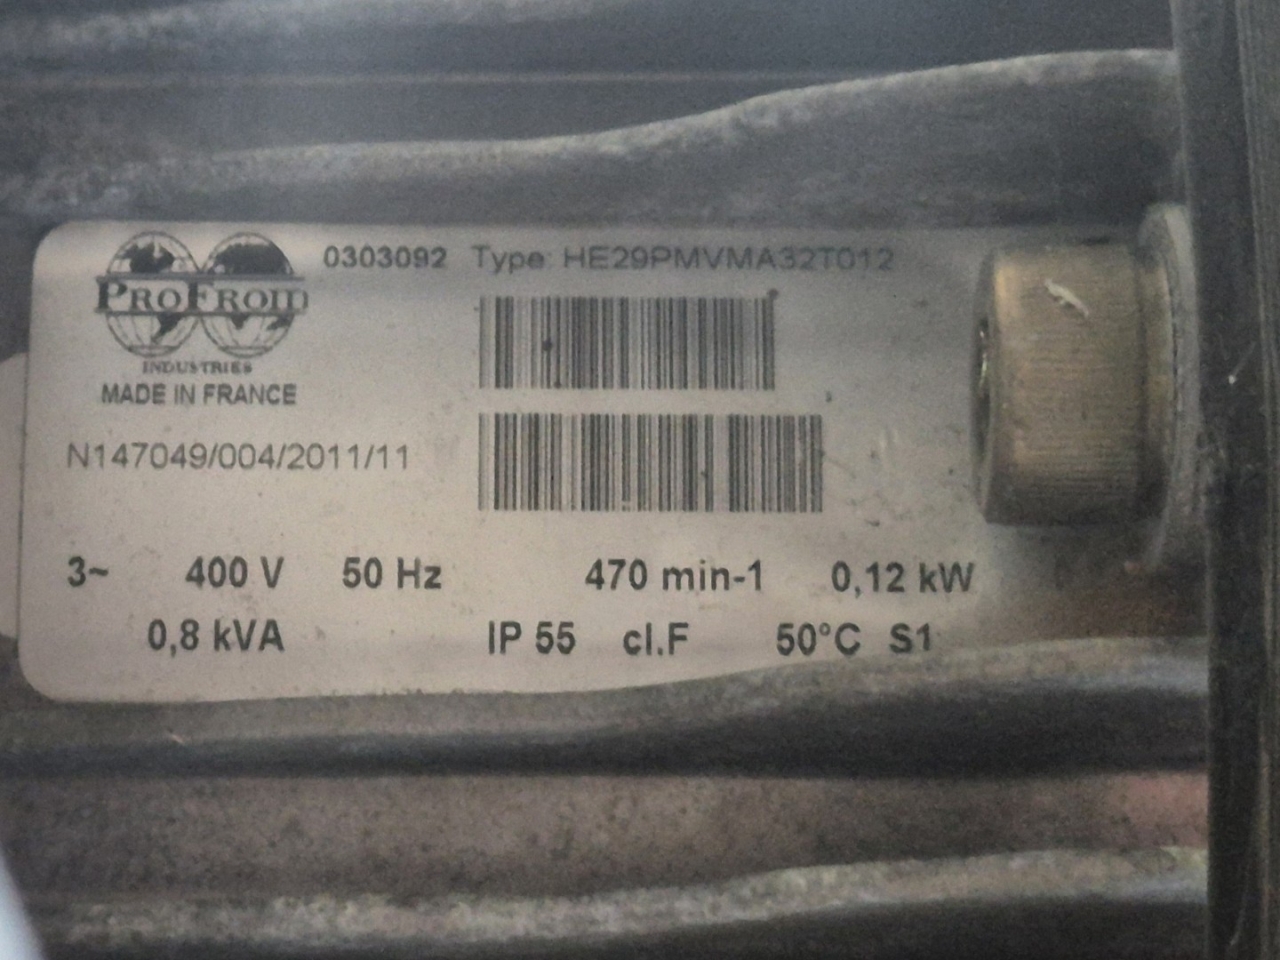 0303092 Type: HE29PMVMA32T012
PROFROID
INDUSTRIES
MADE IN FRANCE
N147049/004/2011/11
3~ 400 V 50 Hz 470 min-1 0,12 kW
0,8 kVA IP 55 cl.F 50°C S1